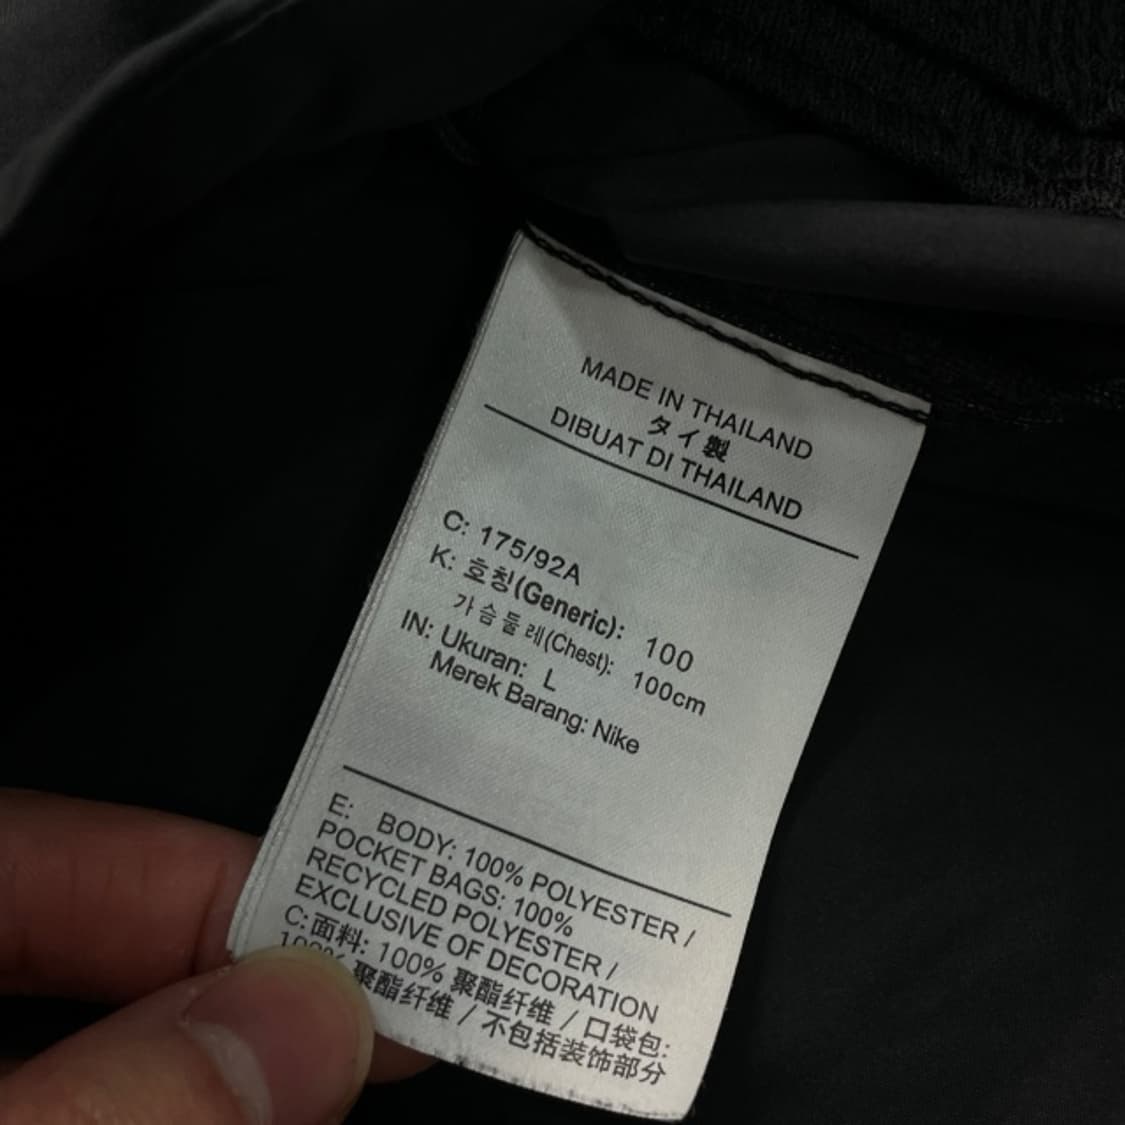 MADE IN THAILAND
タイ製
DIBUAT DI THAILAND
C: 175/92A
K: 호칭(Generic): 100
가슴둘레(Chest): 100cm
IN: Ukuran: L
Merek Barang: Nike
E: BODY: 100% POLYESTER /
POCKET BAGS: 100%
RECYCLED POLYESTER /
EXCLUSIVE OF DECORATION
C: 面料: 100% 聚酯纤维 / 口袋包:
100% 聚酯纤维 / 不包括装饰部分